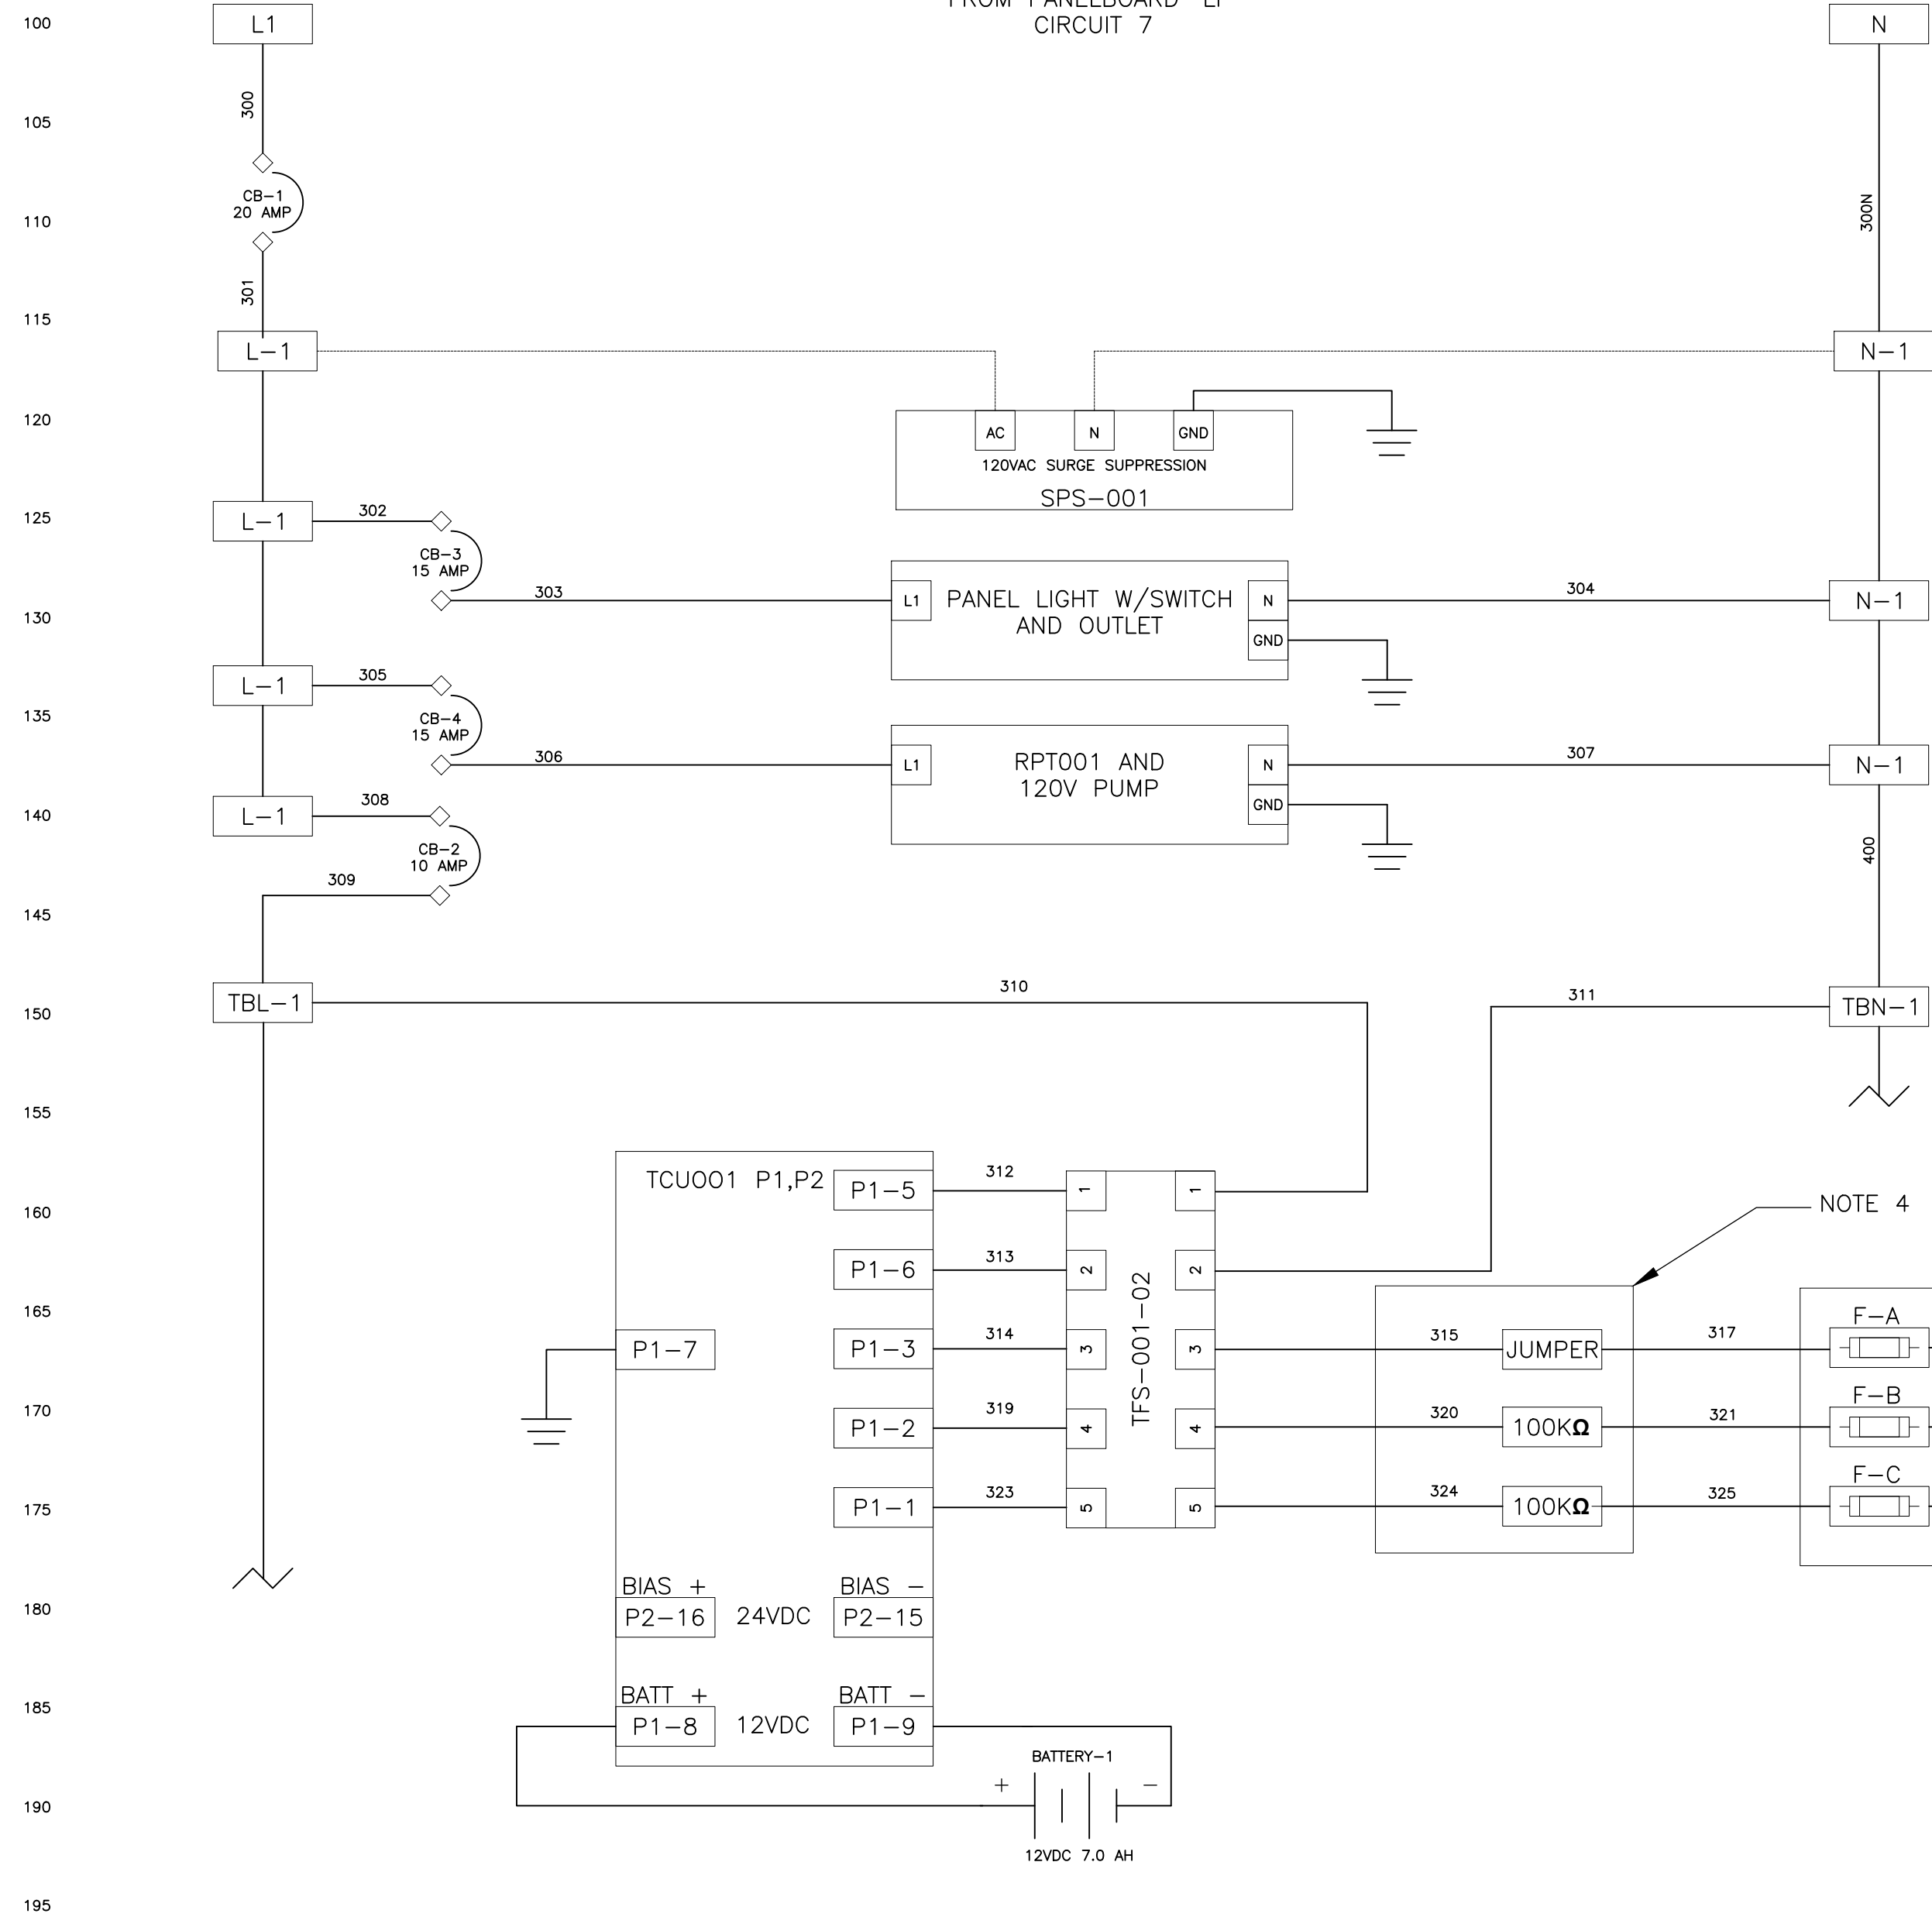 FROM PANELBOARD
100
L1
CIRCUIT 7
N
300
105
CB-1
20 AMP
110
300N
301
115
L-1
N-1
120
AC
N
GND
120VAC SURGE SUPPRESSION
SPS-001
125
L-1
302
CB-3
15 AMP
303
L1
PANEL LIGHT W/SWITCH
AND OUTLET
N
GND
304
N-1
130
L-1
305
135
CB-4
15 AMP
306
L1
RPT001 AND
120V PUMP
N
GND
307
N-1
140
L-1
308
CB-2
10 AMP
400
309
145
310
311
150
TBL-1
TBN-1
155
TCU001 P1,P2
P1-5
312
1
1
160
NOTE 4
P1-6
313
2
2
TFS-001-02
165
F-A
P1-7
P1-3
314
3
3
315
JUMPER
317
170
F-B
P1-2
319
4
4
320
100KΩ
321
175
F-C
P1-1
323
5
5
324
100KΩ
325
BIAS +
BIAS -
180
P2-16
24VDC
P2-15
185
BATT +
BATT -
P1-8
12VDC
P1-9
BATTERY-1
+
-
190
12VDC 7.0 AH
195